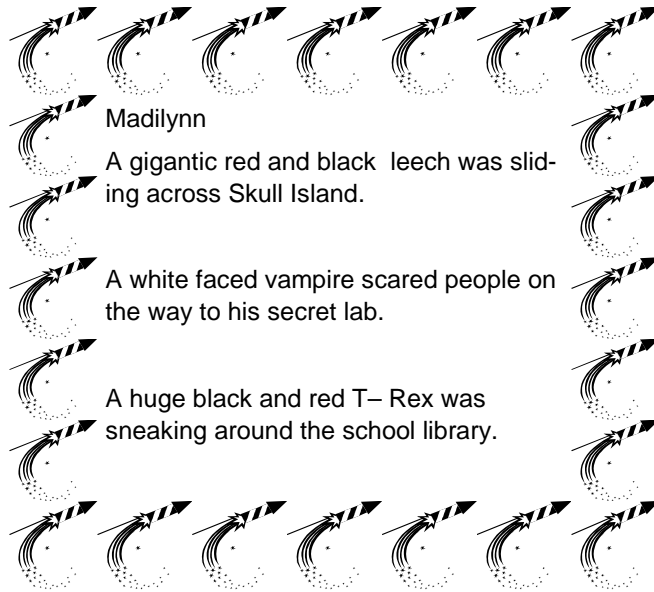 Madilynn
A gigantic red and black  leech was slid-
ing across Skull Island.
A white faced vampire scared people on
the way to his secret lab.
A huge black and red T– Rex was
sneaking around the school library.